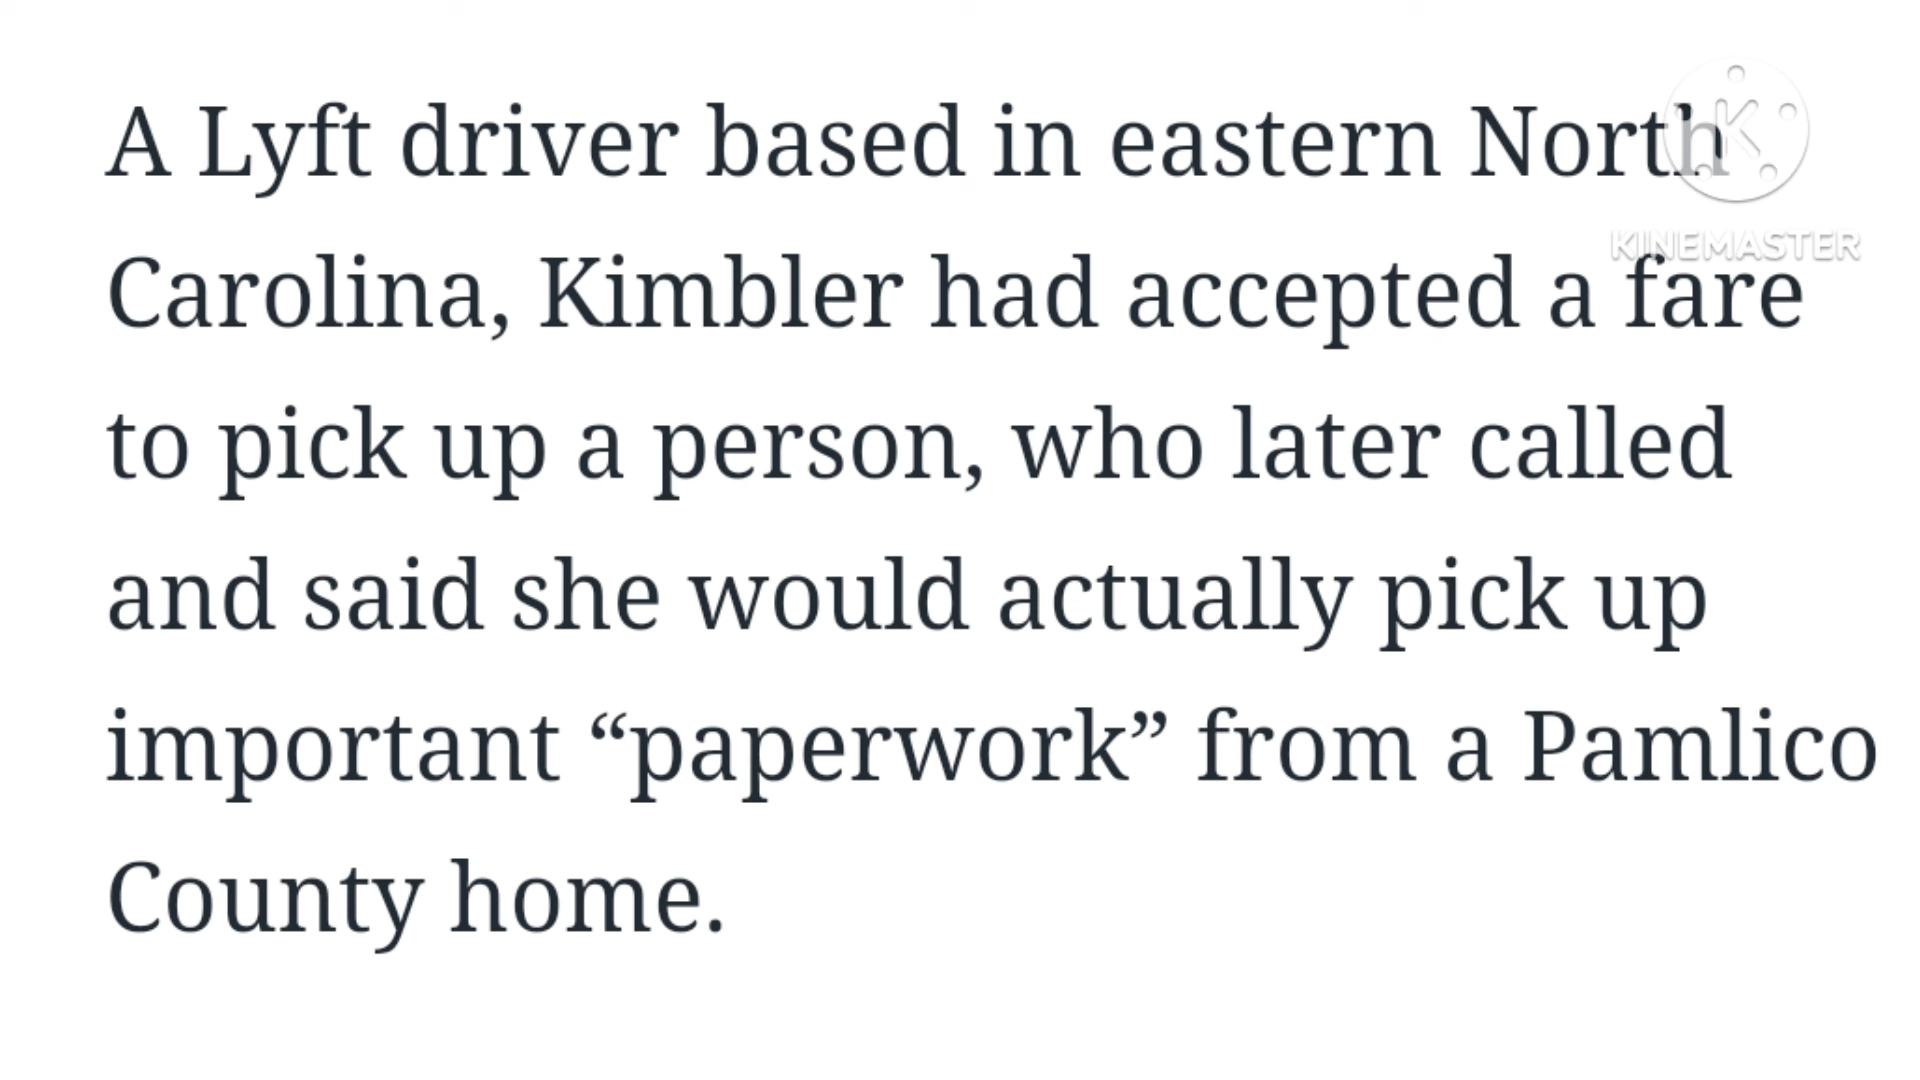 A Lyft driver based in eastern North
Carolina, Kimbler had accepted a fare
to pick up a person, who later called
and said she would actually pick up
important “paperwork” from a Pamlico
County home.
K
KINEMASTER